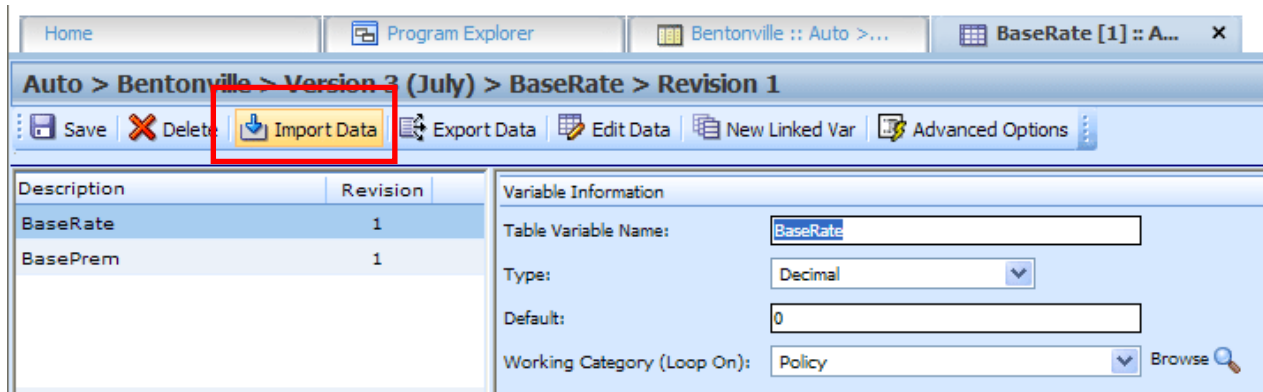 Home Program Explorer Bentonville :: Auto >... BaseRate [1] :: A... ×
Auto > Bentonville > Version 3 (July) > BaseRate > Revision 1
Save Delete Import Data Export Data Edit Data New Linked Var Advanced Options
Description Revision
BaseRate 1
BasePrem 1
Variable Information
Table Variable Name: BaseRate
Type: Decimal
Default: 0
Working Category (Loop On): Policy Browse